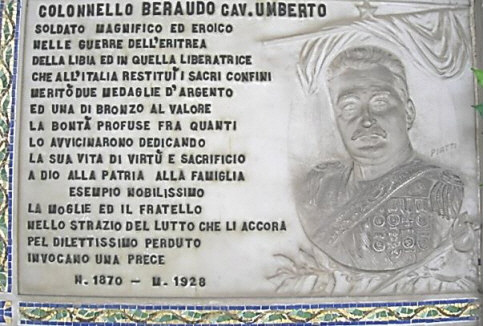 COLONNELLO BERAUDO CAV. UMBERTO
SOLDATO MAGNIFICO ED EROICO
NELLE GUERRE DELL'ERITREA
DELLA LIBIA ED IN QUELLA LIBERATRICE
CHE ALL'ITALIA RESTITUÌ I SACRI CONFINI
MERITÒ DUE MEDAGLIE D'ARGENTO
ED UNA DI BRONZO AL VALORE
LA BONTÀ PROFUSE FRA QUANTI
LO AVVICINARONO DEDICANDO
LA SUA VITA DI VIRTÙ E SACRIFICIO
A DIO ALLA PATRIA ALLA FAMIGLIA
ESEMPIO NOBILISSIMO
LA MOGLIE ED IL FRATELLO
NELLO STRAZIO DEL LUTTO CHE LI ACCORA
PEL DILETTISSIMO PERDUTO
INVOCANO UNA PRECE
N. 1870 - M. 1928